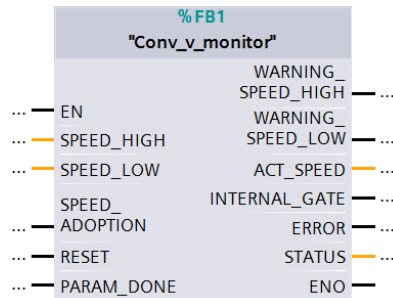 %FB1
"Conv_v_monitor"
WARNING_
SPEED_HIGH ...
... EN
WARNING_
SPEED_LOW ...
... SPEED_HIGH
... SPEED_LOW
ACT_SPEED ...
SPEED_
... ADOPTION
INTERNAL_GATE ...
ERROR ...
... RESET
STATUS ...
... PARAM_DONE
ENO